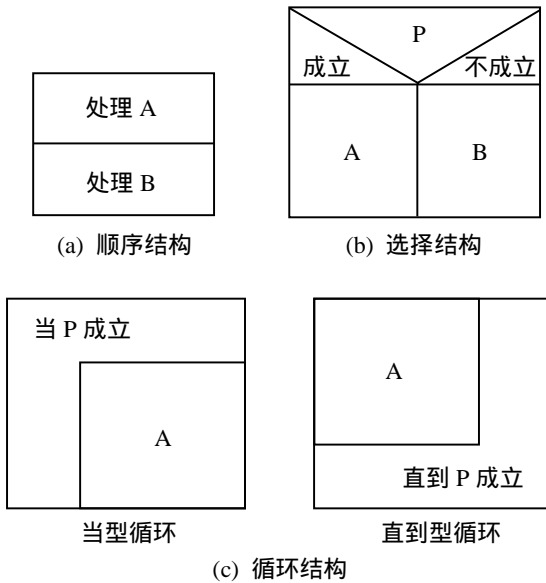 处理 A
处理 B
(a) 顺序结构
P
成立
不成立
A
B
(b) 选择结构
当 P 成立
A
当型循环
A
直到 P 成立
直到型循环
(c) 循环结构